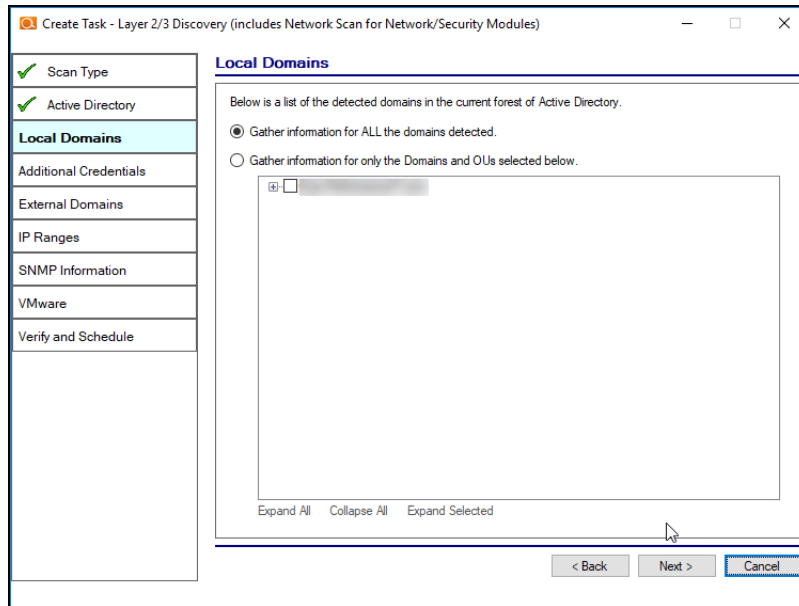 Create Task - Layer 2/3 Discovery (includes Network Scan for Network/Security Modules)
Scan Type
Active Directory
Local Domains
Additional Credentials
External Domains
IP Ranges
SNMP Information
VMware
Verify and Schedule
Local Domains
Below is a list of the detected domains in the current forest of Active Directory.
Gather information for ALL the domains detected.
Gather information for only the Domains and OUs selected below.
Expand All Collapse All Expand Selected
< Back Next > Cancel